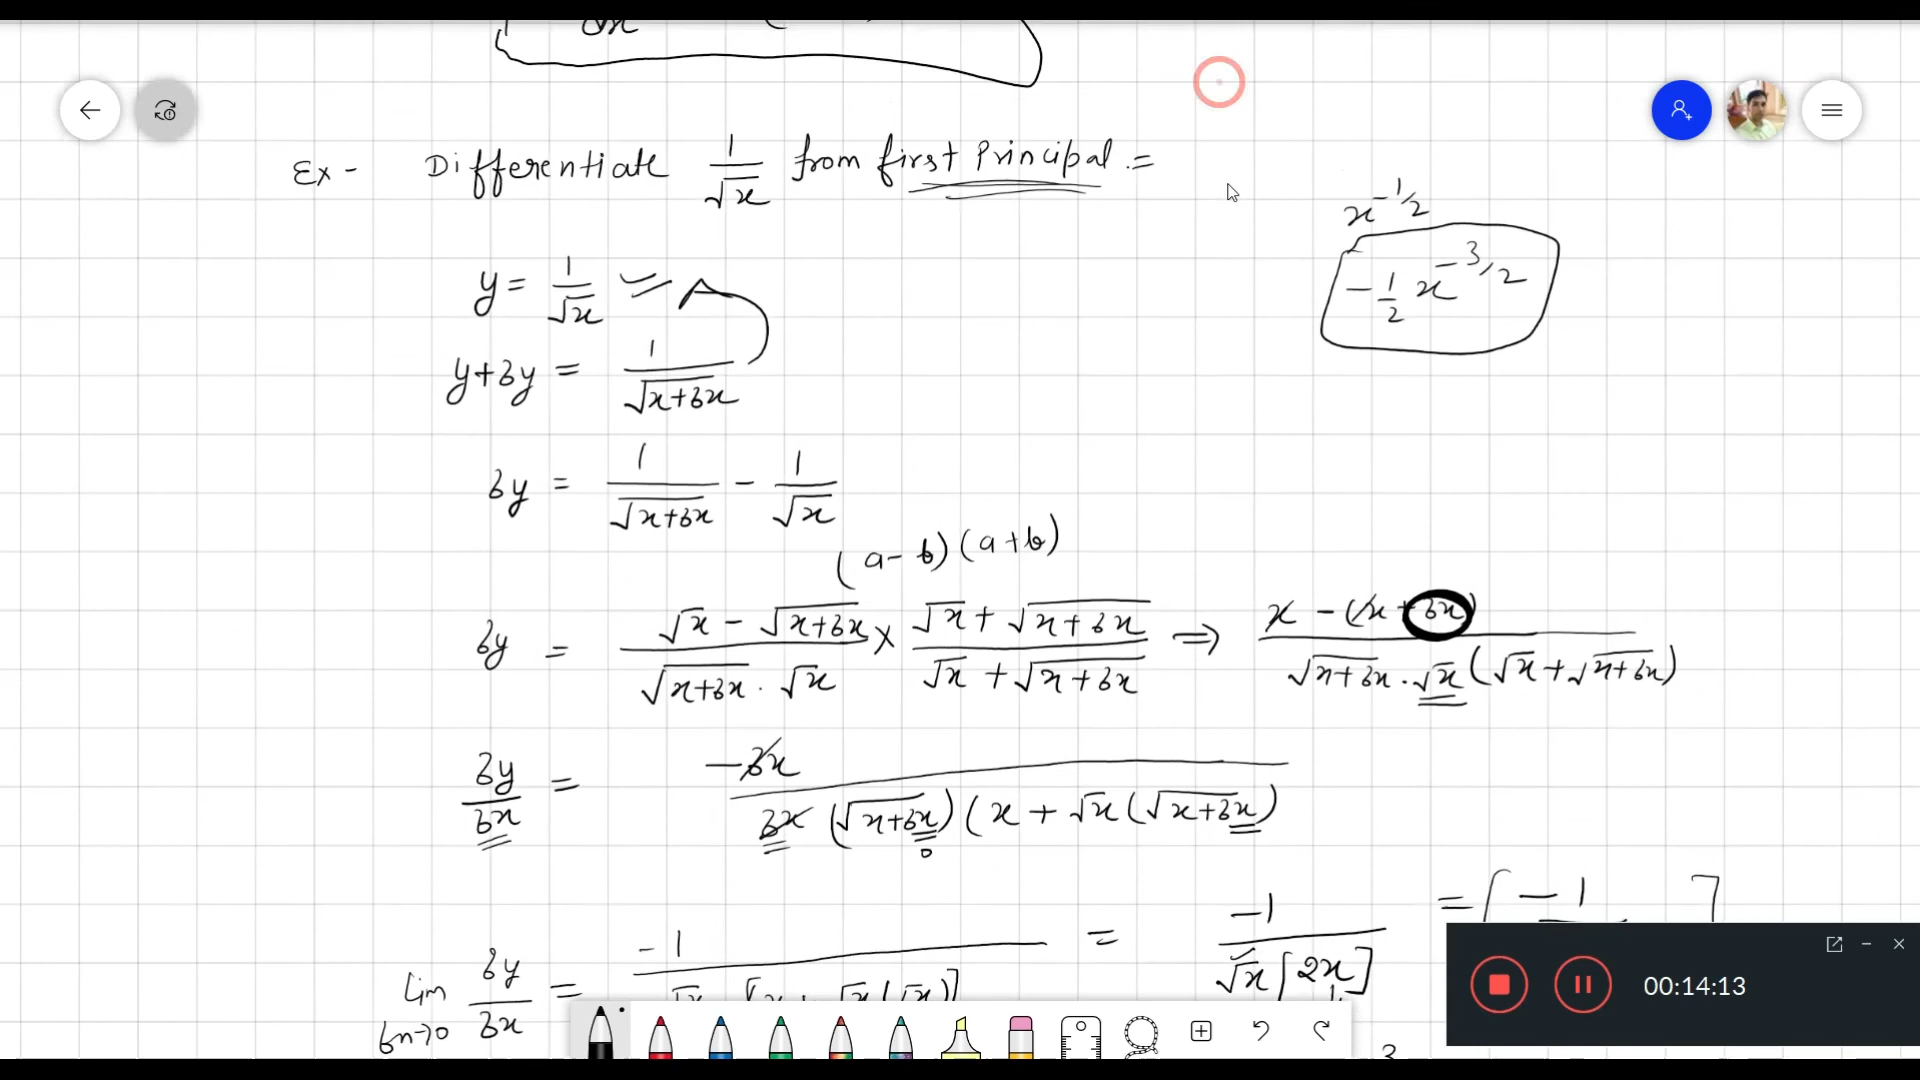 Ex - Differentiate 1/√x from first Principal =
x^-1/2
- 1/2 x^-3/2
y = 1/√x
y+δy = 1/√x+δx
δy = 1/√x+δx - 1/√x
(a-b)(a+b)
δy = √x - √x+δx / √x+δx . √x × √x + √x+δx / √x + √x+δx ⇒ x - (x + δx) / √x+δx . √x (√x + √x+δx)
δy/δx = -δx / δx (√x+δx) (x + √x (√x+δx)
0
lim δx→0 δy/δx = -1 / √x [x + √x (√x)] = -1 / √x [2x] = [ -1 ]
00:14:13